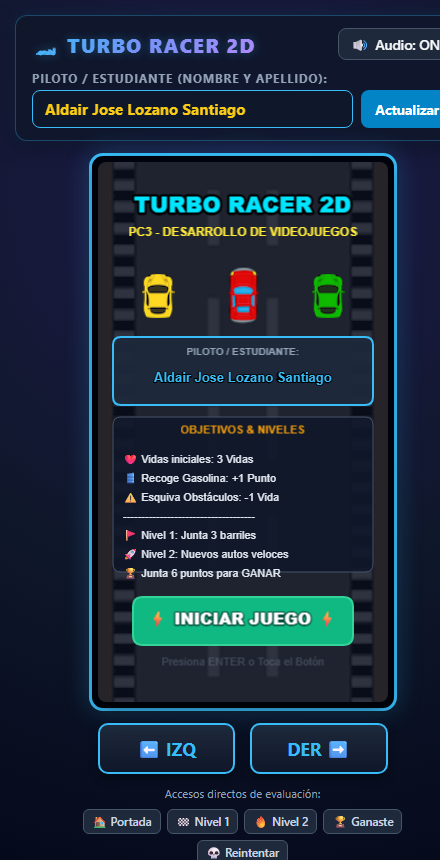 TURBO RACER 2D
Audio: ON
PILOTO / ESTUDIANTE (NOMBRE Y APELLIDO):
Aldair Jose Lozano Santiago
Actualizar
TURBO RACER 2D
PC3 - DESARROLLO DE VIDEOJUEGOS
PILOTO / ESTUDIANTE:
Aldair Jose Lozano Santiago
OBJETIVOS & NIVELES
❤️ Vidas iniciales: 3 Vidas
🛢️ Recoge Gasolina: +1 Punto
⚠️ Esquiva Obstáculos: -1 Vida
------------------------------------
🚩 Nivel 1: Junta 3 barriles
🚀 Nivel 2: Nuevos autos veloces
🏆 Junta 6 puntos para GANAR
⚡ INICIAR JUEGO ⚡
Presiona ENTER o Toca el Botón
⬅️ IZQ
DER ➡️
Accesos directos de evaluación:
🏠 Portada
🏁 Nivel 1
🔥 Nivel 2
🏆 Ganaste
💀 Reintentar